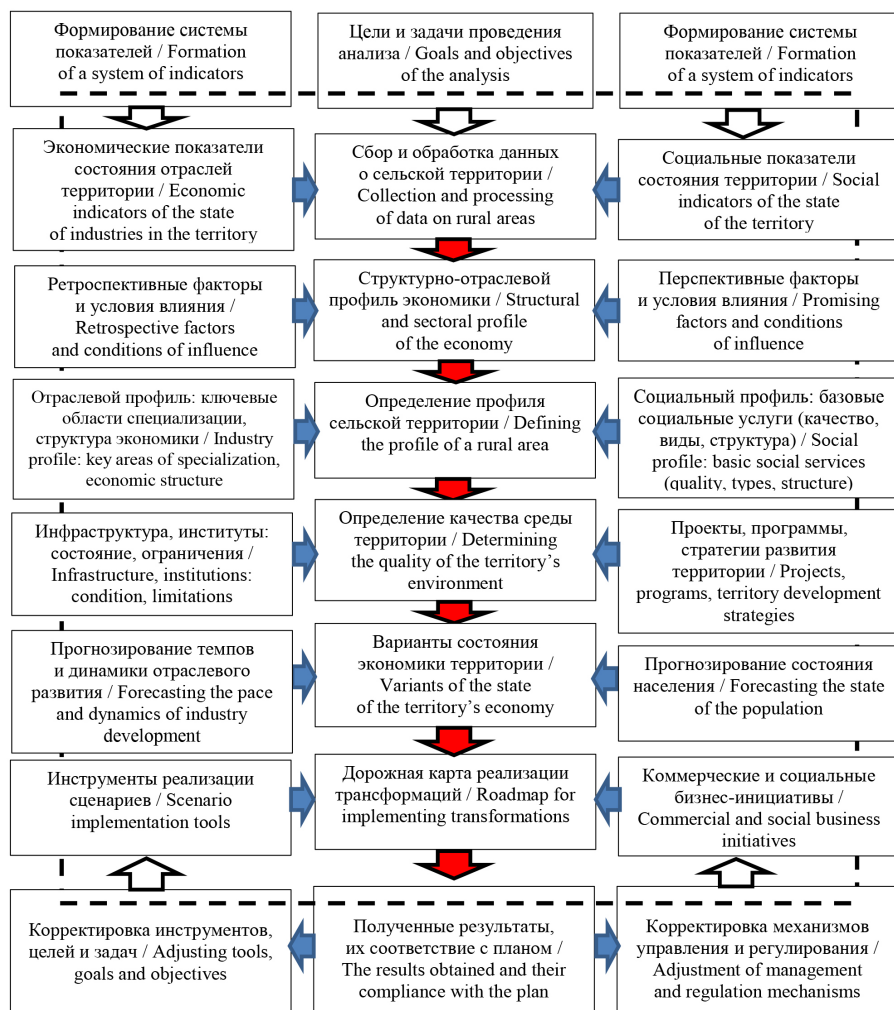 Формирование системы
показателей / Formation
of a system of indicators
Цели и задачи проведения
анализа / Goals and objectives
of the analysis
Формирование системы
показателей / Formation
of a system of indicators
Экономические показатели
состояния отраслей
территории / Economic
indicators of the state
of industries in the territory
Сбор и обработка данных
о сельской территории /
Collection and processing
of data on rural areas
Социальные показатели
состояния территории / Social
indicators of the state
of the territory
Ретроспективные факторы
и условия влияния /
Retrospective factors
and conditions of influence
Структурно-отраслевой
профиль экономики / Structural
and sectoral profile
of the economy
Перспективные факторы
и условия влияния / Promising
factors and conditions
of influence
Отраслевой профиль: ключевые
области специализации,
структура экономики / Industry
profile: key areas of specialization,
economic structure
Определение профиля
сельской территории / Defining
the profile of a rural area
Социальный профиль: базовые
социальные услуги (качество,
виды, структура) / Social
profile: basic social services
(quality, types, structure)
Инфраструктура, институты:
состояние, ограничения /
Infrastructure, institutions:
condition, limitations
Определение качества среды
территории / Determining
the quality of the territory’s
environment
Проекты, программы,
стратегии развития
территории / Projects,
programs, territory development
strategies
Прогнозирование темпов
и динамики отраслевого
развития / Forecasting the pace
and dynamics of industry
development
Варианты состояния
экономики территории /
Variants of the state
of the territory’s economy
Прогнозирование состояния
населения / Forecasting the state
of the population
Инструменты реализации
сценариев / Scenario
implementation tools
Дорожная карта реализации
трансформаций / Roadmap for
implementing transformations
Коммерческие и социальные
бизнес-инициативы /
Commercial and social business
initiatives
Корректировка инструментов,
целей и задач / Adjusting tools,
goals and objectives
Полученные результаты,
их соответствие с планом /
The results obtained and their
compliance with the plan
Корректировка механизмов
управления и регулирования /
Adjustment of management
and regulation mechanisms